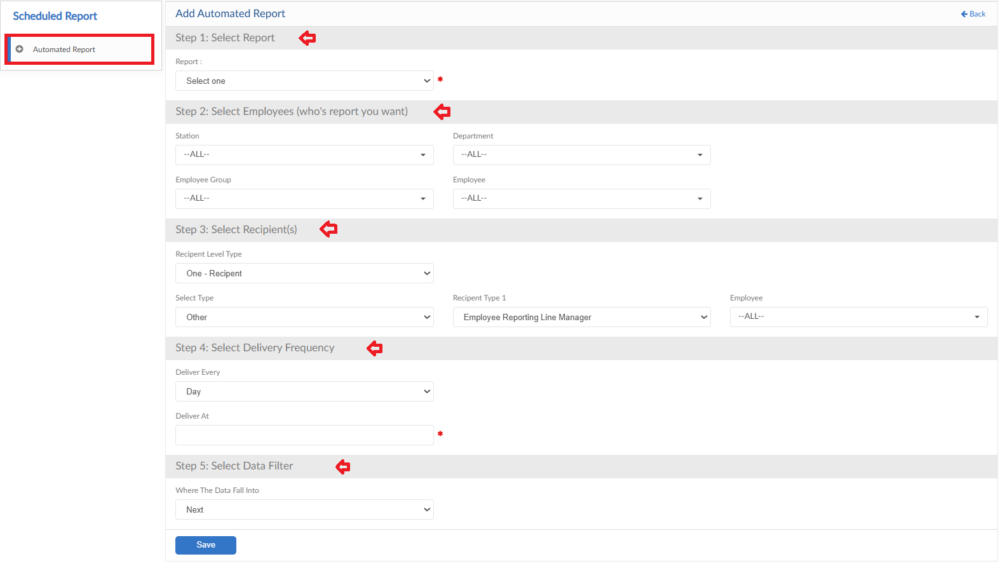 Scheduled Report
Automated Report
Add Automated Report
Back
Step 1: Select Report
Report :
Select one
*
Step 2: Select Employees (who's report you want)
Station
Department
--ALL--
--ALL--
Employee Group
Employee
--ALL--
--ALL--
Step 3: Select Recipient(s)
Recipent Level Type
One - Recipent
Select Type
Recipent Type 1
Employee
Other
Employee Reporting Line Manager
--ALL--
Step 4: Select Delivery Frequency
Deliver Every
Day
Deliver At
*
Step 5: Select Data Filter
Where The Data Fall Into
Next
Save